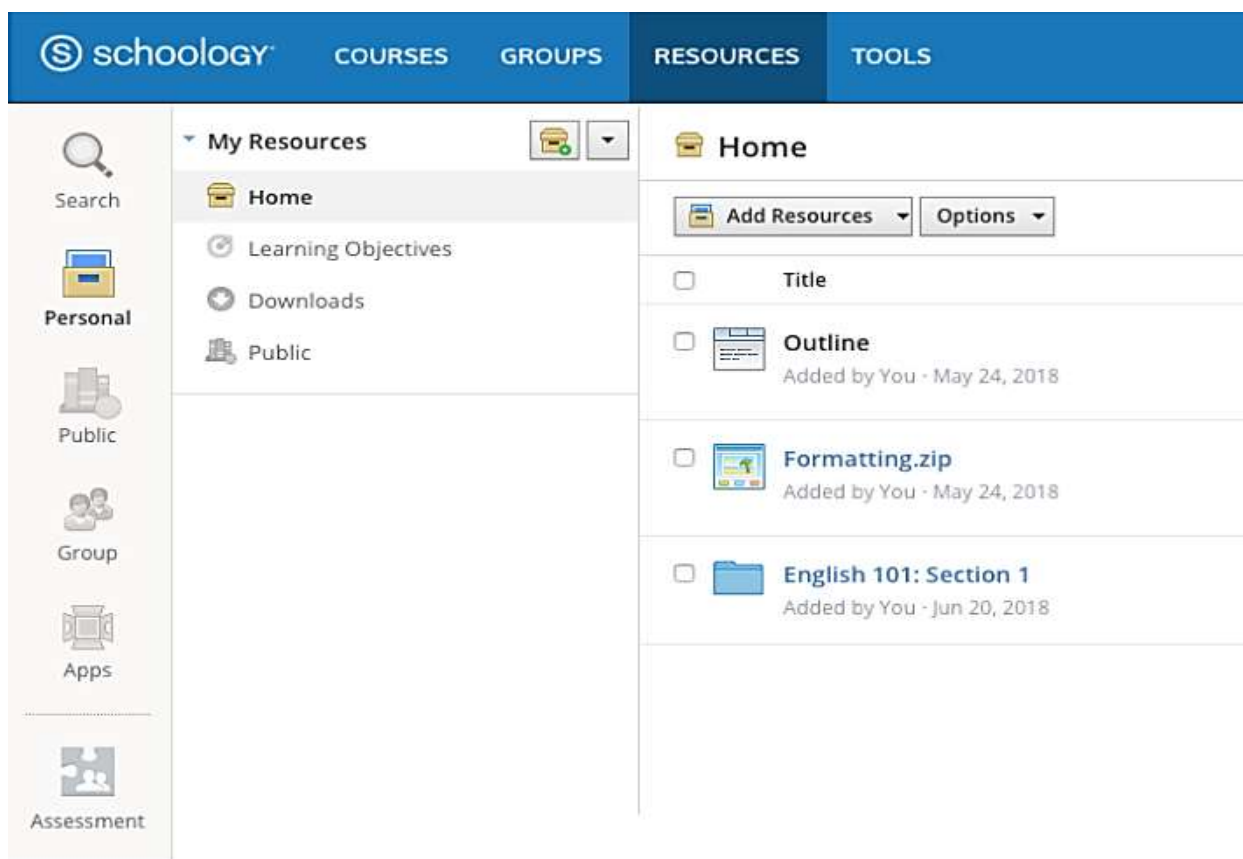 schoology COURSES GROUPS RESOURCES TOOLS
Search
Personal
Public
Group
Apps
Assessment
My Resources
Home
Learning Objectives
Downloads
Public
Home
Add Resources Options
Title
Outline
Added by You · May 24, 2018
Formatting.zip
Added by You · May 24, 2018
English 101: Section 1
Added by You · Jun 20, 2018